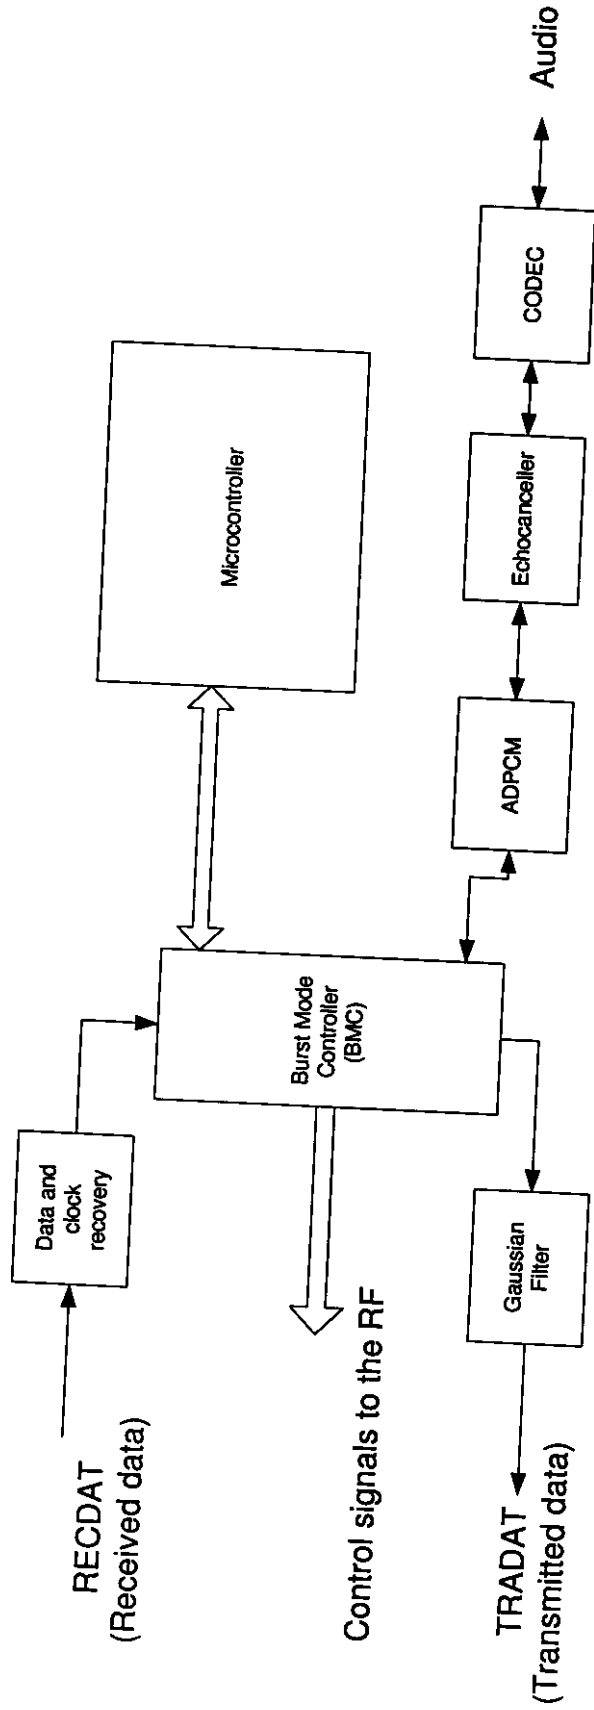 RECDAT
(Received data)
Data and
clock
recovery
Control signals to the RF
Burst Mode
Controller
(BMC)
Microcontroller
TRADAT
(Transmitted data)
Gaussian
Filter
ADPCM
Echocanceller
CODEC
Audio